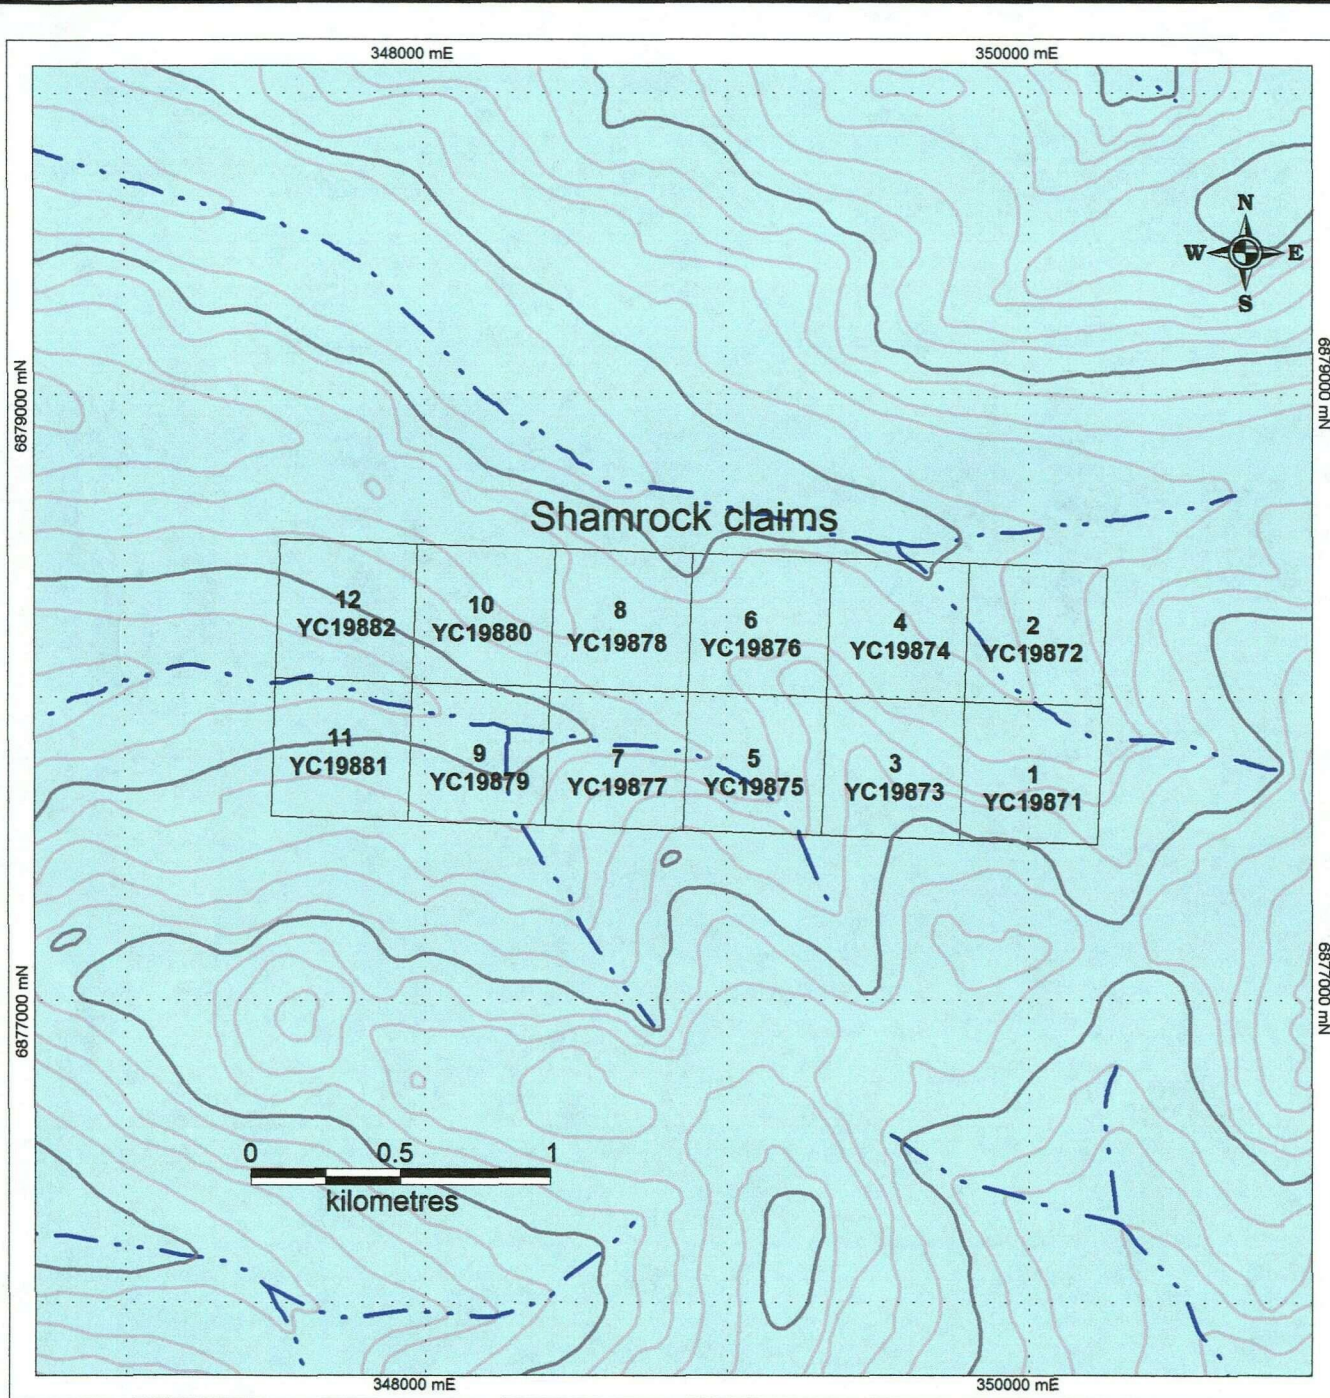 348000 mE
350000 mE
N
W E
S
6879000 mN
6879000 mN
Shamrock claims
12
YC19882
10
YC19880
8
YC19878
6
YC19876
4
YC19874
2
YC19872
11
YC19881
9
YC19879
7
YC19877
5
YC19875
3
YC19873
1
YC19871
6877000 mN
6877000 mN
0 0.5 1
kilometres
348000 mE
350000 mE